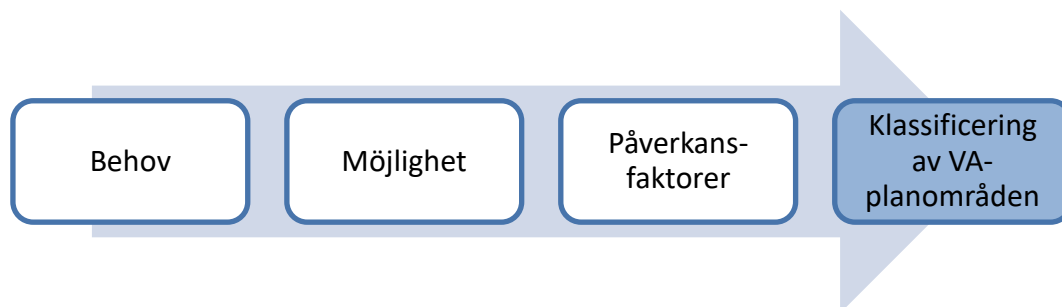 Behov
Möjlighet
Påverkans-
faktorer
Klassificering
av VA-
planområden